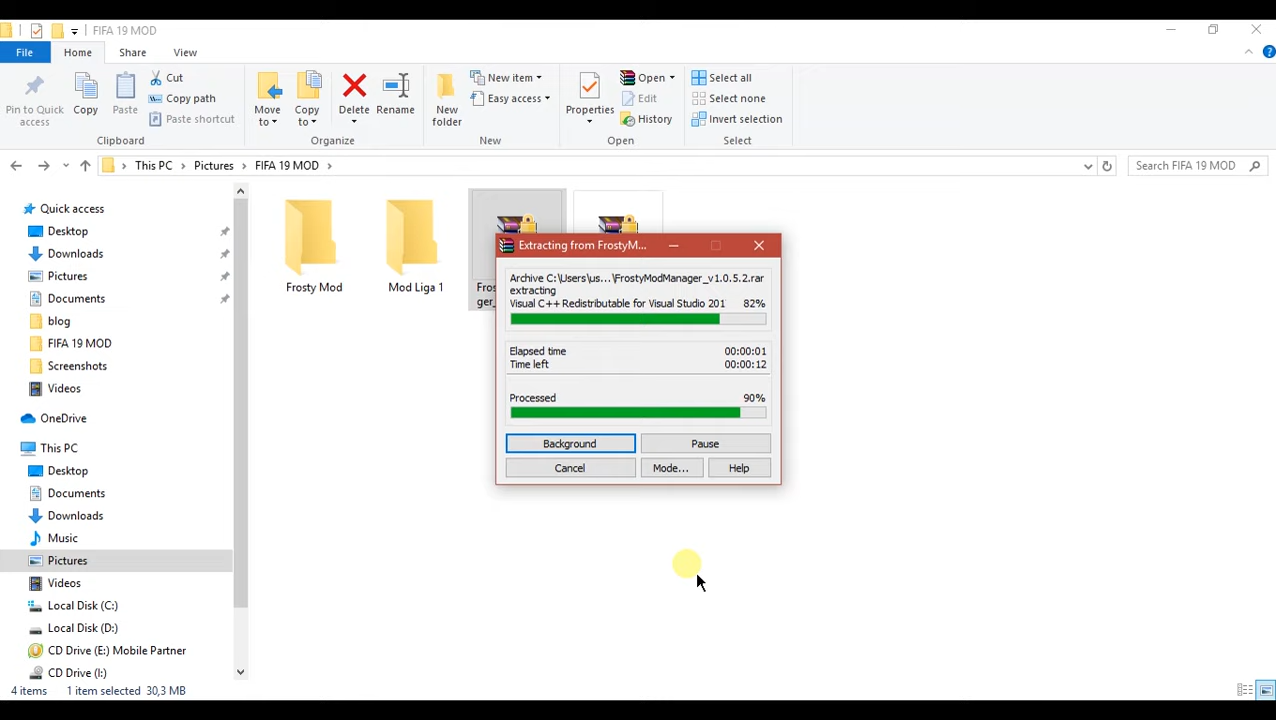 FIFA 19 MOD
File Home Share View
Pin to Quick access
Copy
Paste
Cut
Copy path
Paste shortcut
Clipboard
Move to
Copy to
Delete
Rename
Organize
New folder
New item
Easy access
New
Properties
Open
Edit
History
Open
Select all
Select none
Invert selection
Select
This PC Pictures FIFA 19 MOD
Search FIFA 19 MOD
Quick access
Desktop
Downloads
Pictures
Documents
blog
FIFA 19 MOD
Screenshots
Videos
OneDrive
This PC
Desktop
Documents
Downloads
Music
Pictures
Videos
Local Disk (C:)
Local Disk (D:)
CD Drive (E:) Mobile Partner
CD Drive (I:)
Frosty Mod
Mod Liga 1
Extracting from FrostyM...
Archive C:\Users\us...\FrostyModManager_v1.0.5.2.rar
extracting
Visual C++ Redistributable for Visual Studio 201 82%
Elapsed time 00:00:01
Time left 00:00:12
Processed 90%
Background
Pause
Cancel
Mode...
Help
4 items 1 item selected 30,3 MB